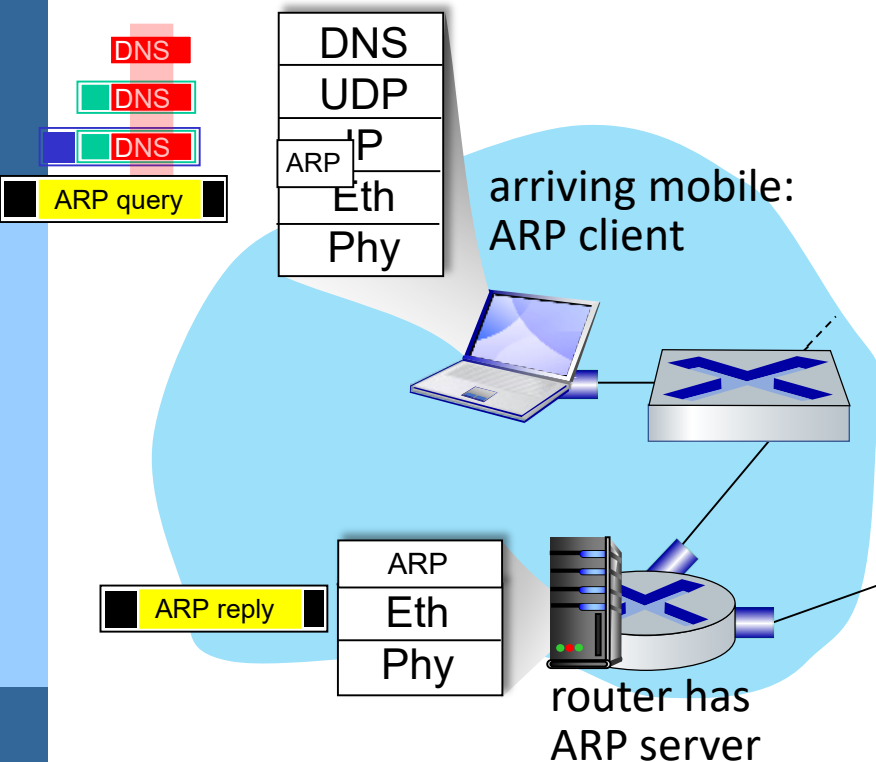 DNS
DNS
DNS
ARP query
DNS
UDP
IP
ARP
Eth
Phy
arriving mobile:
ARP client
ARP reply
ARP
Eth
Phy
router has
ARP server